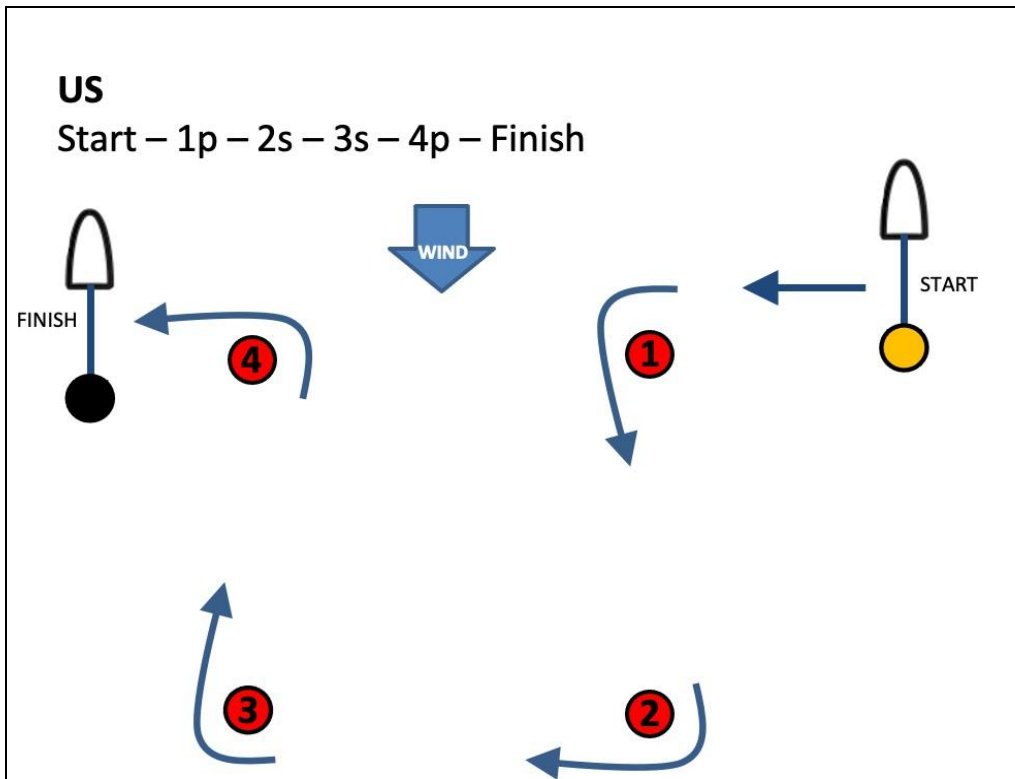 US
Start – 1p – 2s – 3s – 4p – Finish
WIND
START
FINISH
1
4
3
2